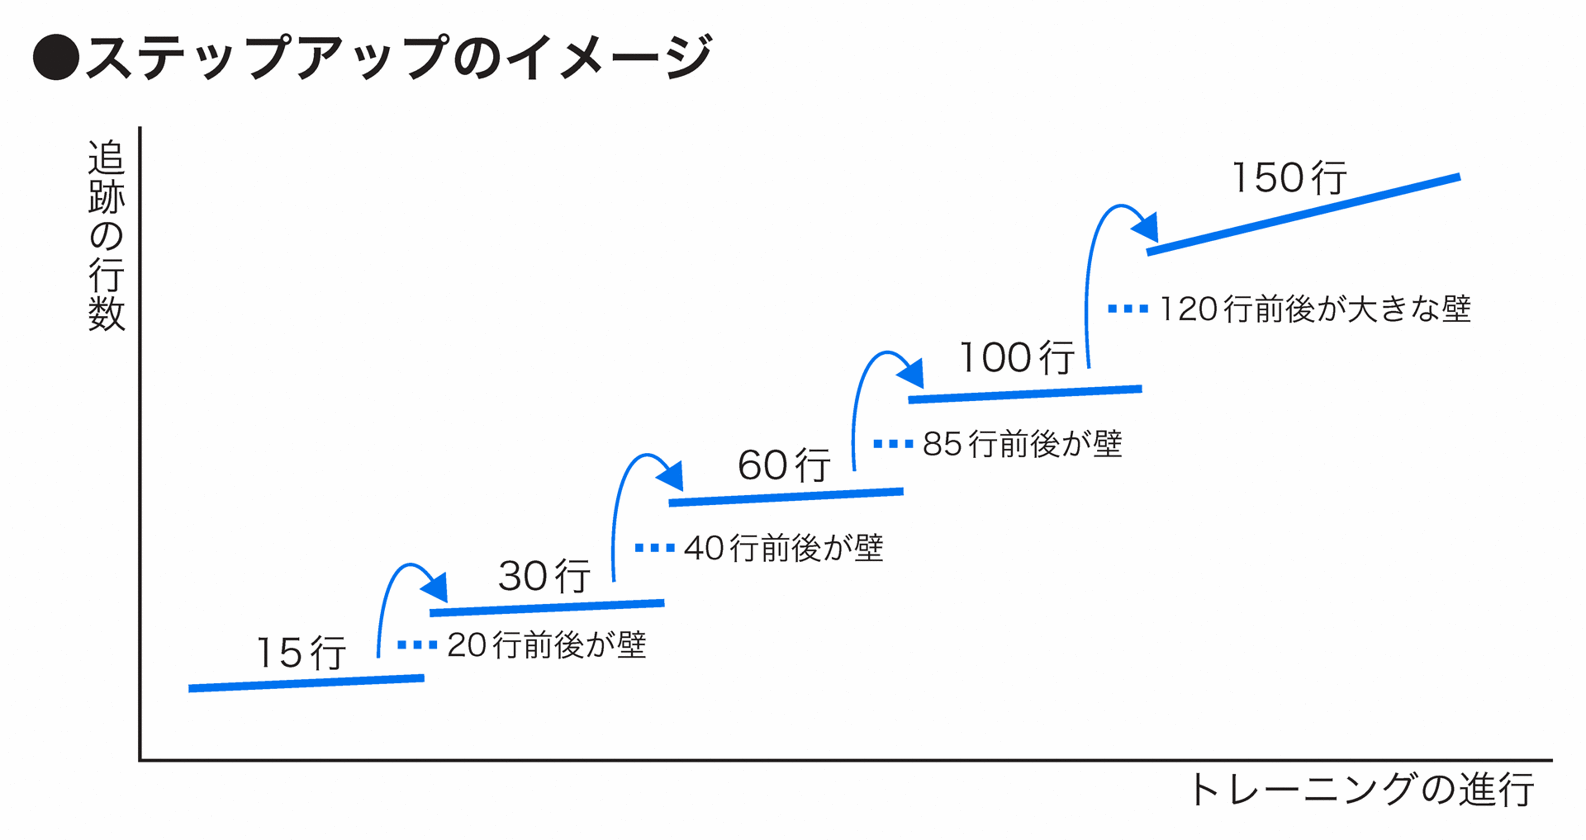 ●ステップアップのイメージ
追跡の行数
150行
120行前後が大きな壁
100行
85行前後が壁
60行
40行前後が壁
30行
20行前後が壁
15行
トレーニングの進行